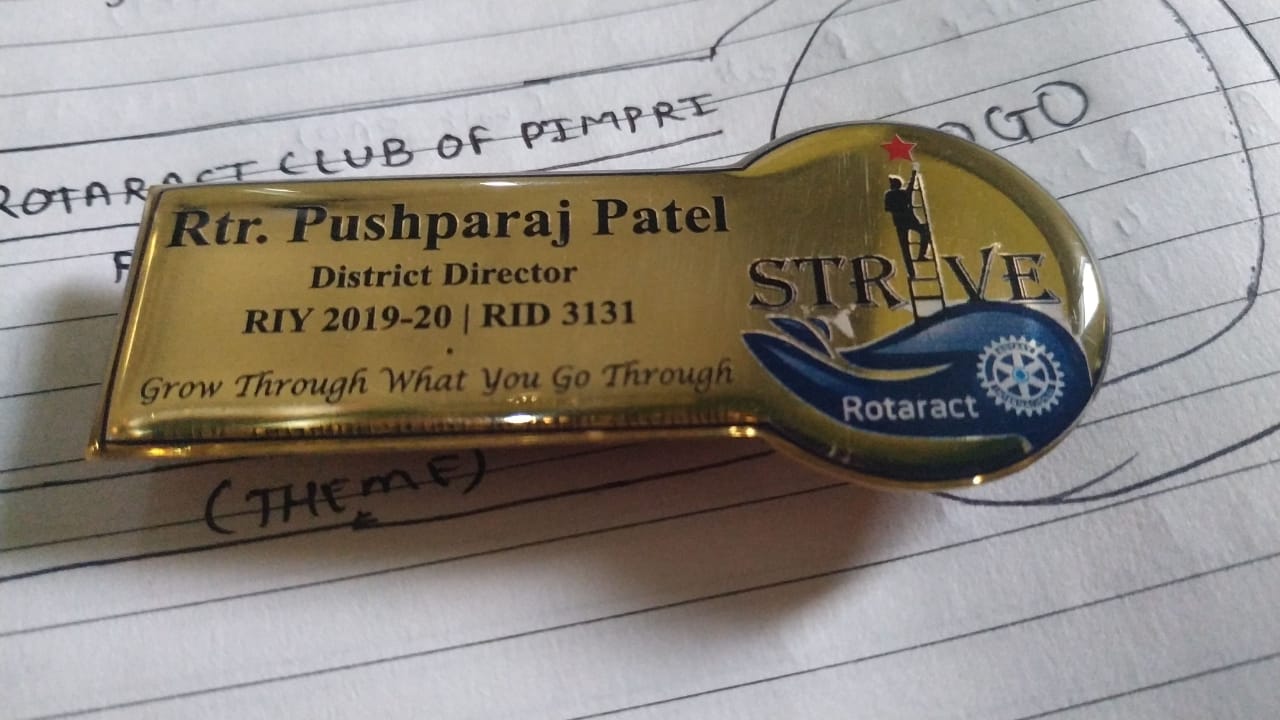 ROTARACT CLUB OF PIMPRI
Rtr. Pushparaj Patel
District Director
RIY 2019-20 | RID 3131
Grow Through What You Go Through
STRIVE
Rotaract
(THEME)